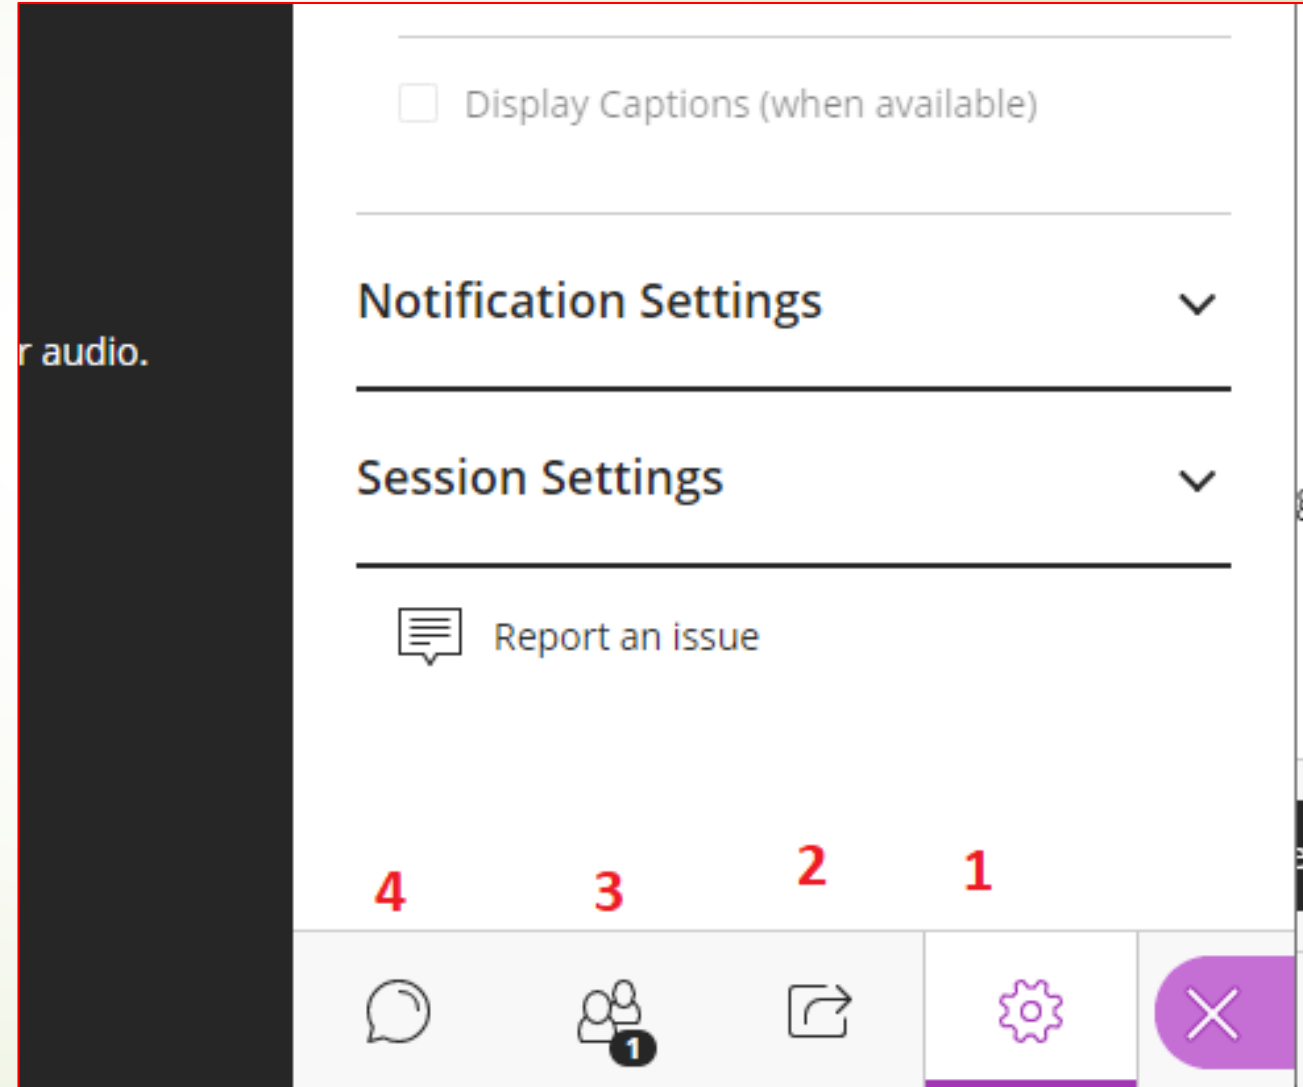 Display Captions (when available)
Notification Settings
r audio.
Session Settings
Report an issue
4 3 2 1
1